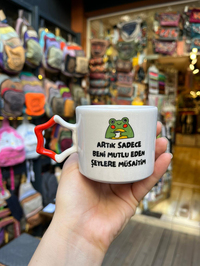 ARTIK SADECE
BENİ MUTLU EDEN
ŞEYLERE MÜSAİTİM